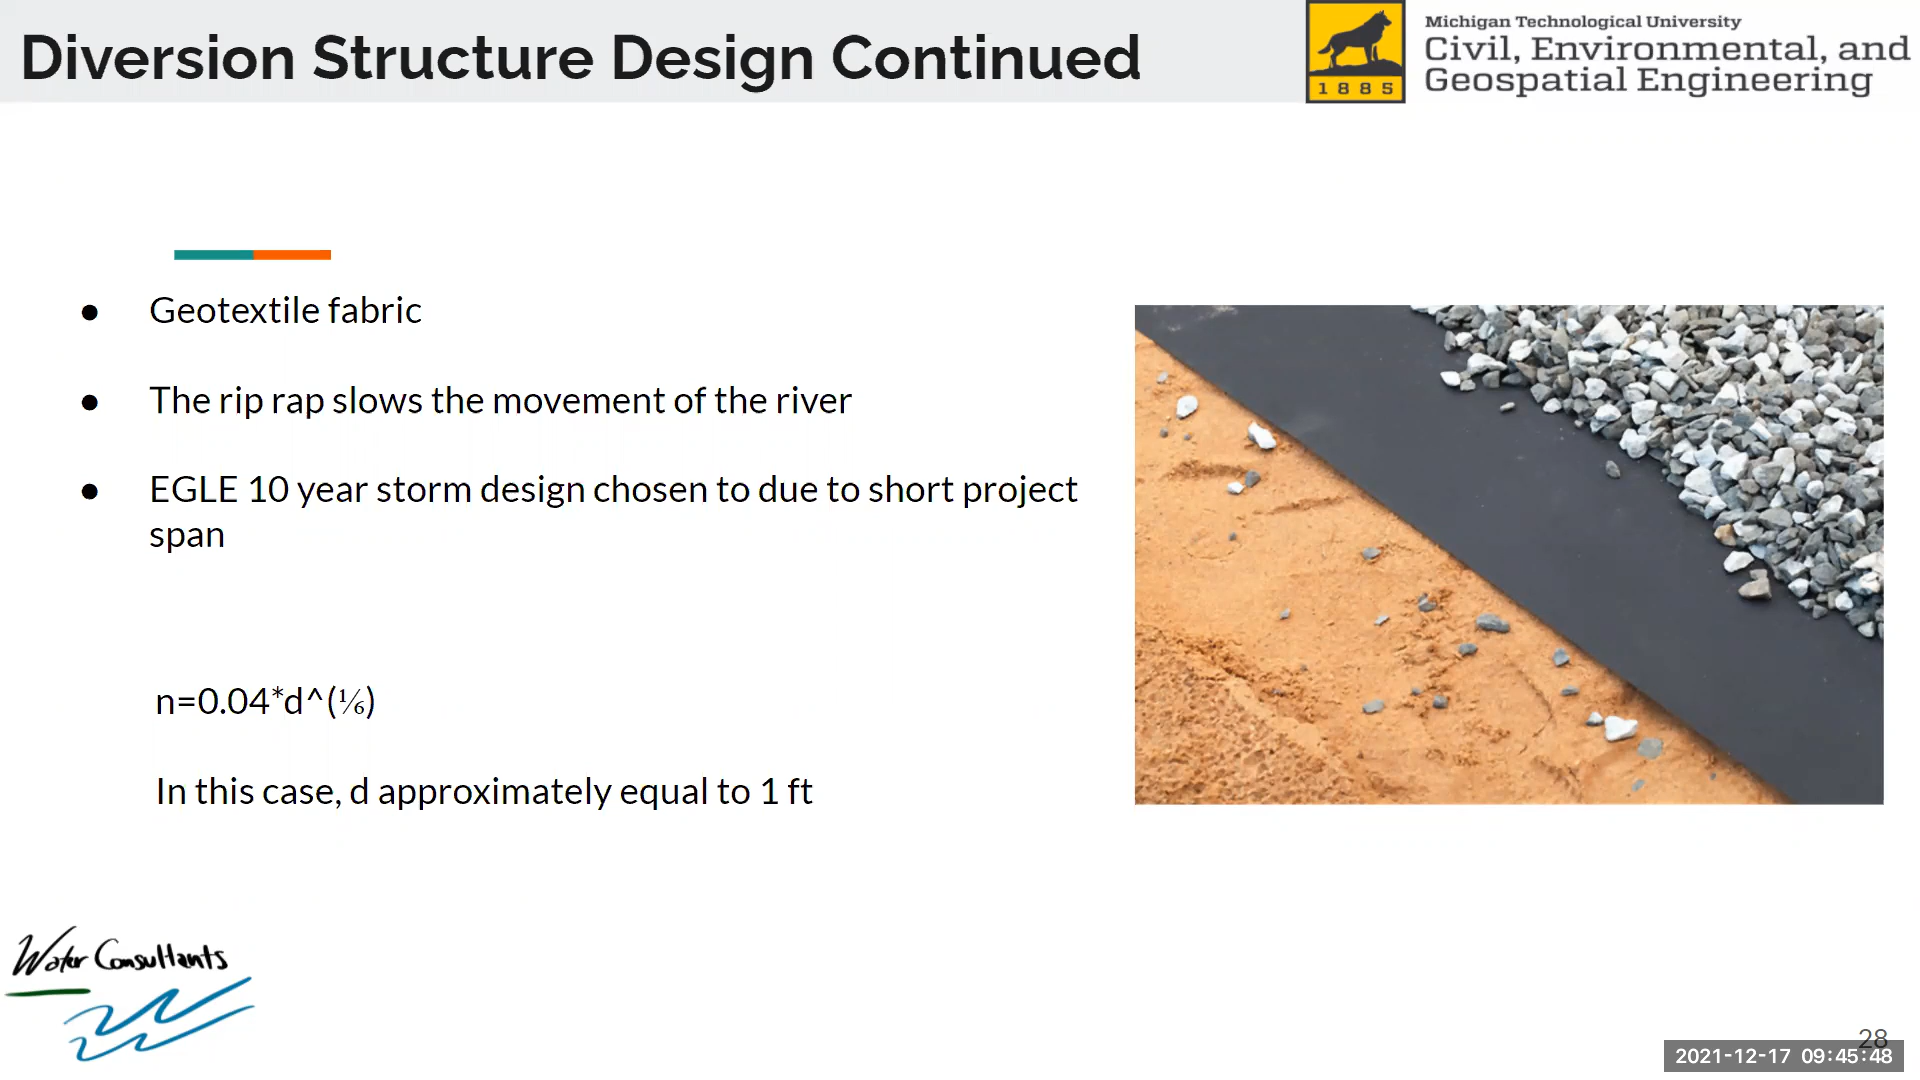 Diversion Structure Design Continued
Michigan Technological University
Civil, Environmental, and
Geospatial Engineering
1885
● Geotextile fabric
● The rip rap slows the movement of the river
● EGLE 10 year storm design chosen to due to short project
span
n=0.04*d^(⅙)
In this case, d approximately equal to 1 ft
Water Consultants
28
2021-12-17 09:45:48